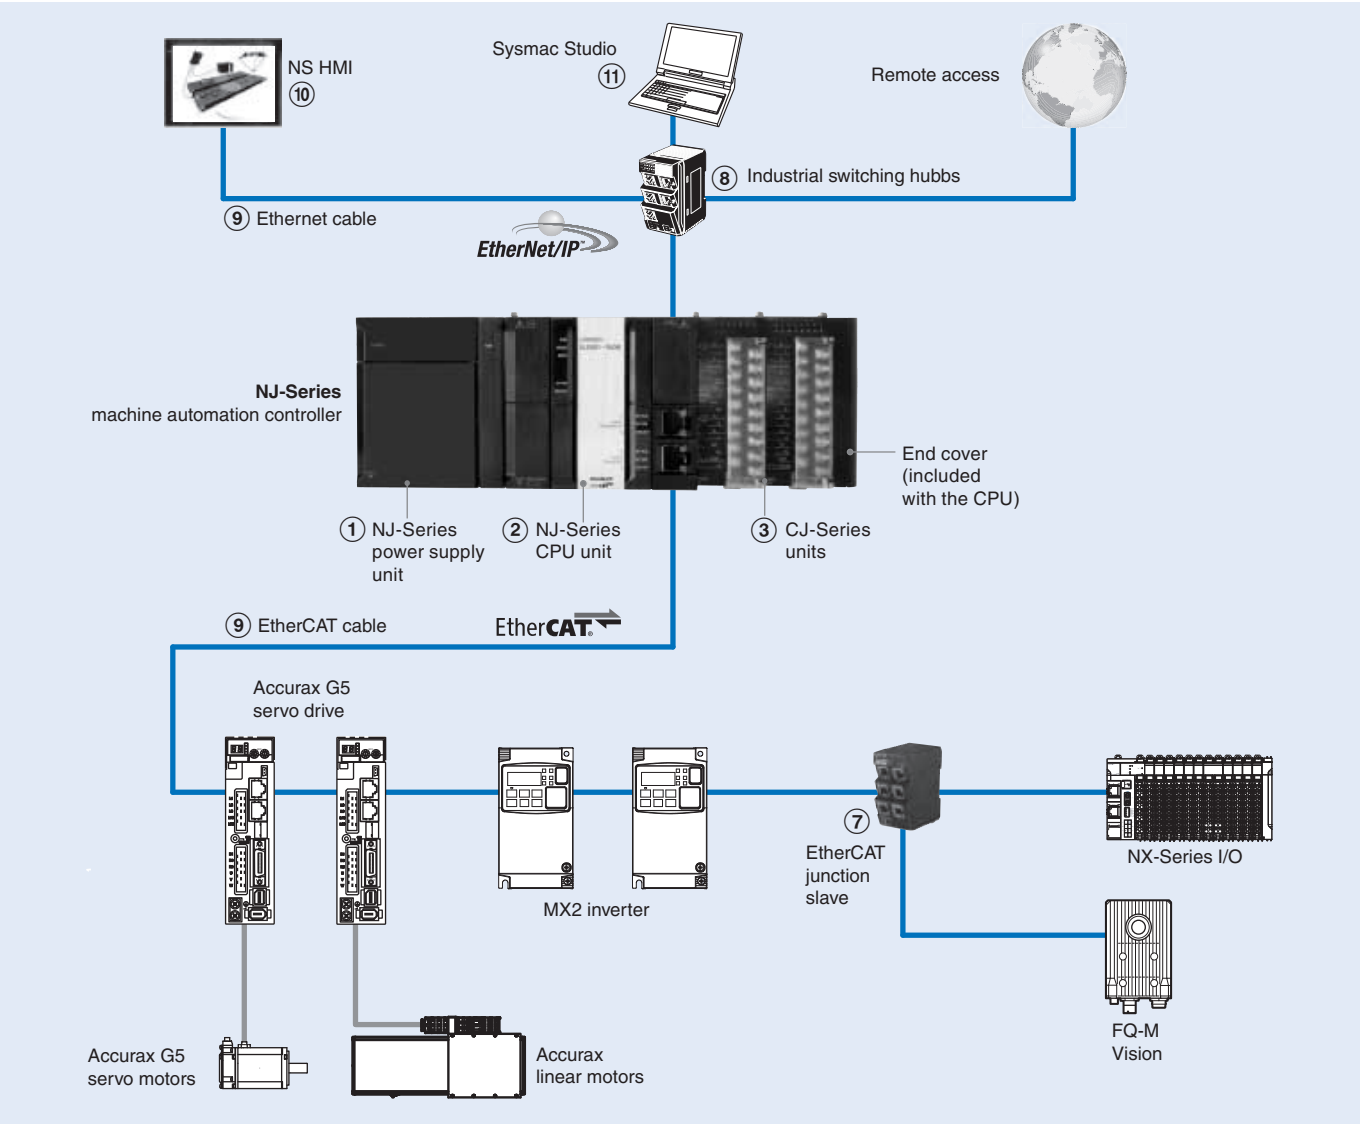 NS HMI
⑩
Sysmac Studio
⑪
Remote access
⑧ Industrial switching hubbs
⑨ Ethernet cable
EtherNet/IP™
NJ-Series
machine automation controller
End cover
(included
with the CPU)
① NJ-Series
power supply
unit
② NJ-Series
CPU unit
③ CJ-Series
units
⑨ EtherCAT cable
EtherCAT®
Accurax G5
servo drive
⑦
EtherCAT
junction
slave
NX-Series I/O
MX2 inverter
FQ-M
Vision
Accurax G5
servo motors
Accurax
linear motors